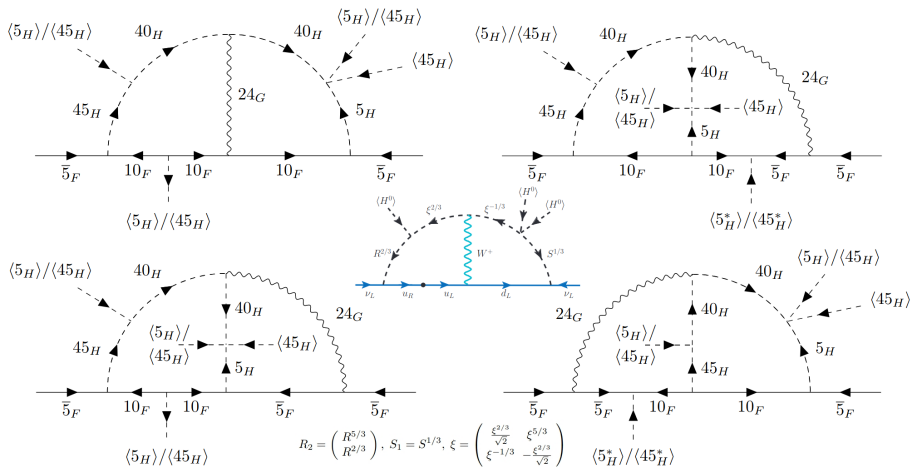 ⟨5_H⟩/⟨45_H⟩
40_H
40_H
⟨5_H⟩/⟨45_H⟩
⟨45_H⟩
24_G
45_H
5_H
5̅_F
10_F
10_F
10_F
5̅_F
⟨5_H⟩/⟨45_H⟩
⟨5_H⟩/⟨45_H⟩
40_H
40_H
24_G
⟨5_H⟩/
⟨45_H⟩
⟨45_H⟩
45_H
5_H
5̅_F
10_F
10_F
5̅_F
5̅_F
⟨5*_H⟩/⟨45*_H⟩
⟨H⁰⟩
ξ^{2/3}
ξ^{-1/3}
⟨H⁰⟩
⟨H⁰⟩
R^{2/3}
W⁺
S^{1/3}
ν_L
u_R
u_L
d_L
ν_L
⟨5_H⟩/⟨45_H⟩
40_H
40_H
24_G
⟨5_H⟩/
⟨45_H⟩
⟨45_H⟩
45_H
5_H
5̅_F
10_F
10_F
5̅_F
5̅_F
⟨5_H⟩/⟨45_H⟩
24_G
40_H
40_H
⟨5_H⟩/⟨45_H⟩
⟨45_H⟩
⟨5_H⟩/
⟨45_H⟩
45_H
5_H
5̅_F
5̅_F
10_F
10_F
5̅_F
⟨5*_H⟩/⟨45*_H⟩
R_2 = ( R^{5/3} ; R^{2/3} ), S_1 = S^{1/3}, ξ = ( ξ^{2/3}/√2 ξ^{5/3} ; ξ^{-1/3} -ξ^{2/3}/√2 )